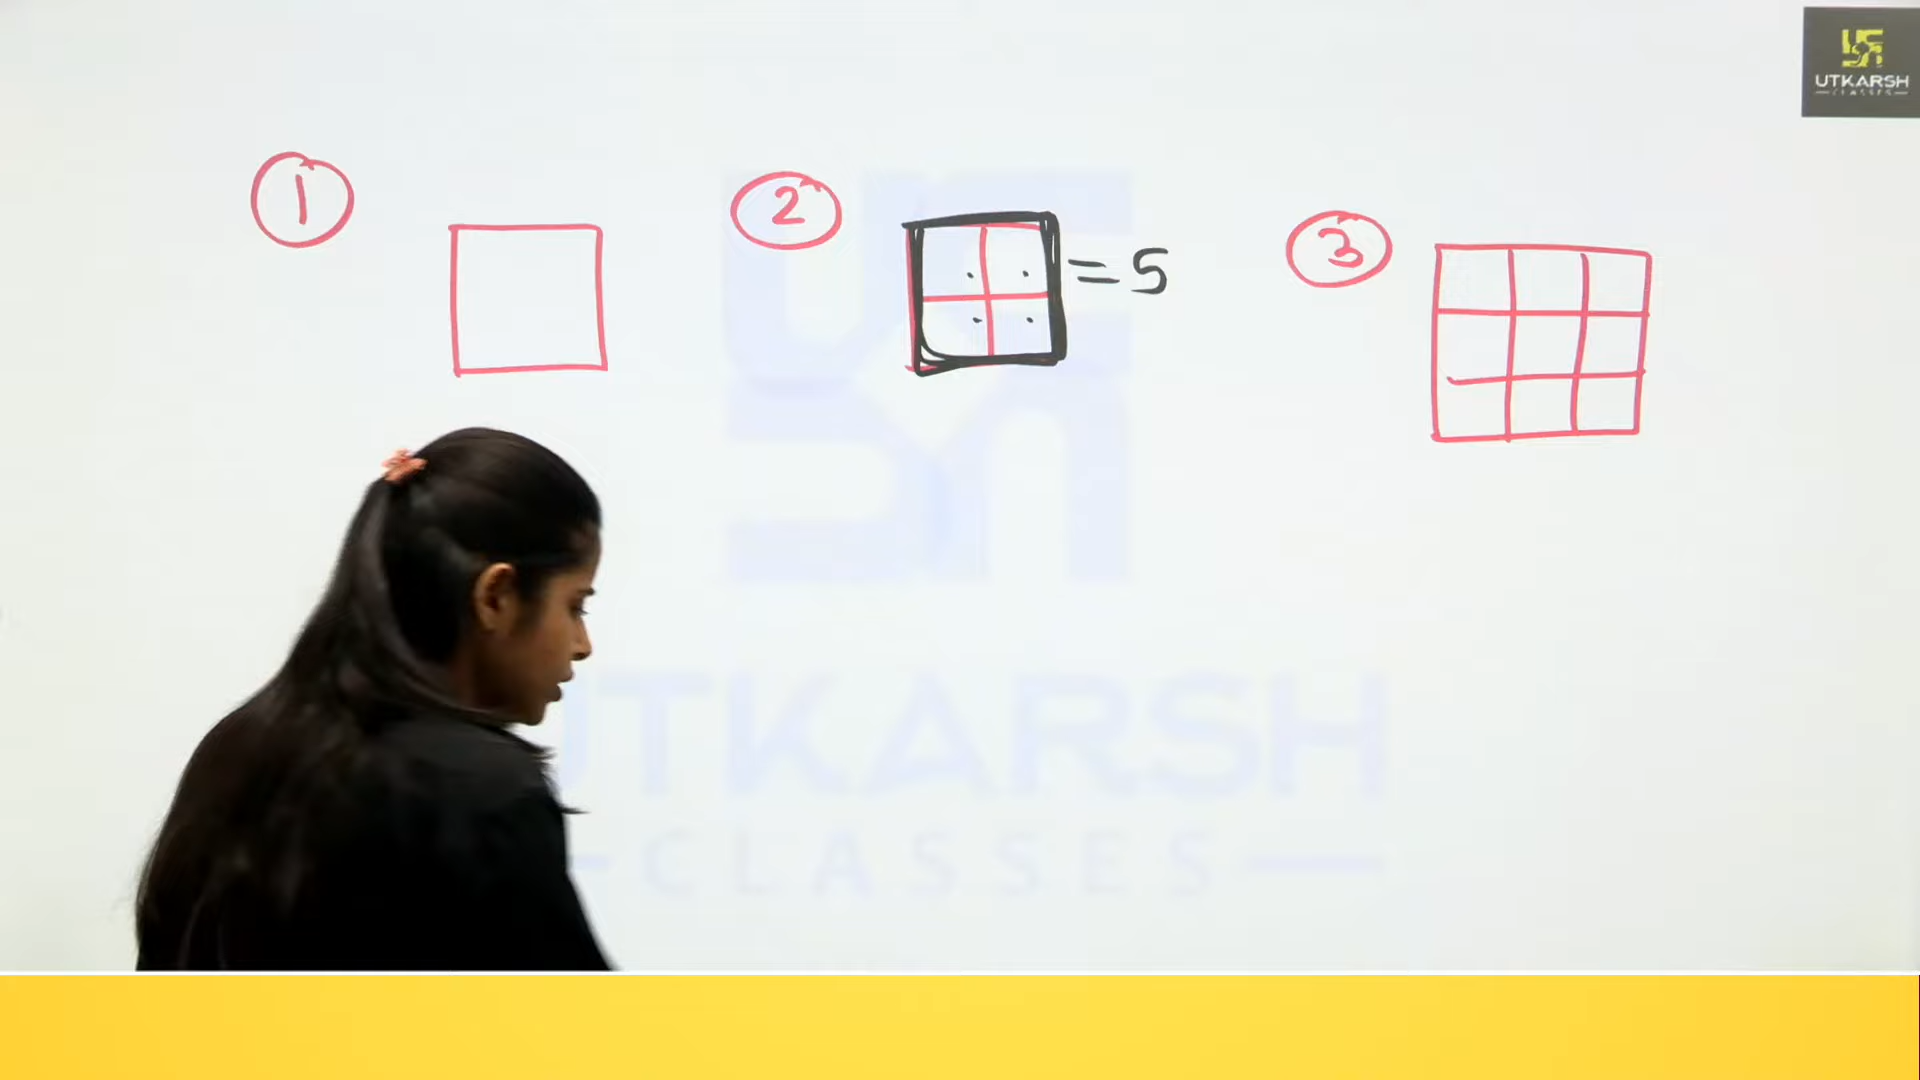 UTKARSH
CLASSES
1
2
= 5
3
UTKARSH
CLASSES